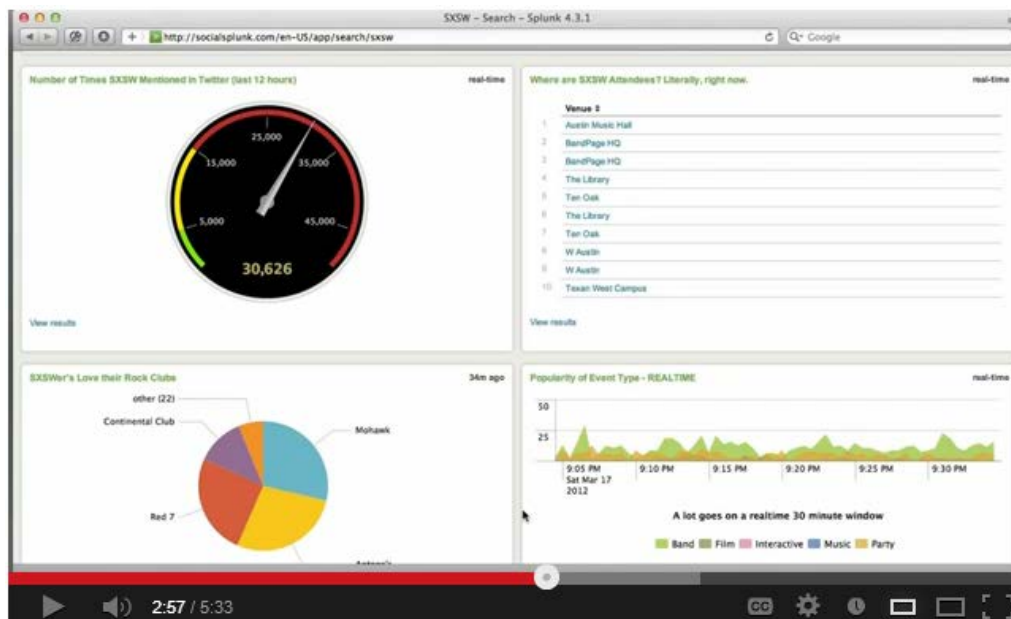 SXSW – Search – Splunk 4.3.1
http://socialsplunk.com/en-US/app/search/sxsw
Google
Number of Times SXSW Mentioned in Twitter (last 12 hours)
real-time
25,000
15,000
35,000
5,000
45,000
30,626
View results
Where are SXSW Attendees? Literally, right now.
real-time
Venue
1 Austin Music Hall
2 BandPage HQ
3 BandPage HQ
4 The Library
5 Ten Oak
6 The Library
7 Ten Oak
8 W Austin
9 W Austin
10 Texan West Campus
View results
SXSWer's Love their Rock Clubs
34m ago
other (22)
Continental Club
Mohawk
Red 7
Antone's
Popularity of Event Type - REALTIME
real-time
50
25
9:05 PM 9:10 PM 9:15 PM 9:20 PM 9:25 PM 9:30 PM
Sat Mar 17
2012
A lot goes on a realtime 30 minute window
Band Film Interactive Music Party
2:57 / 5:33
CC